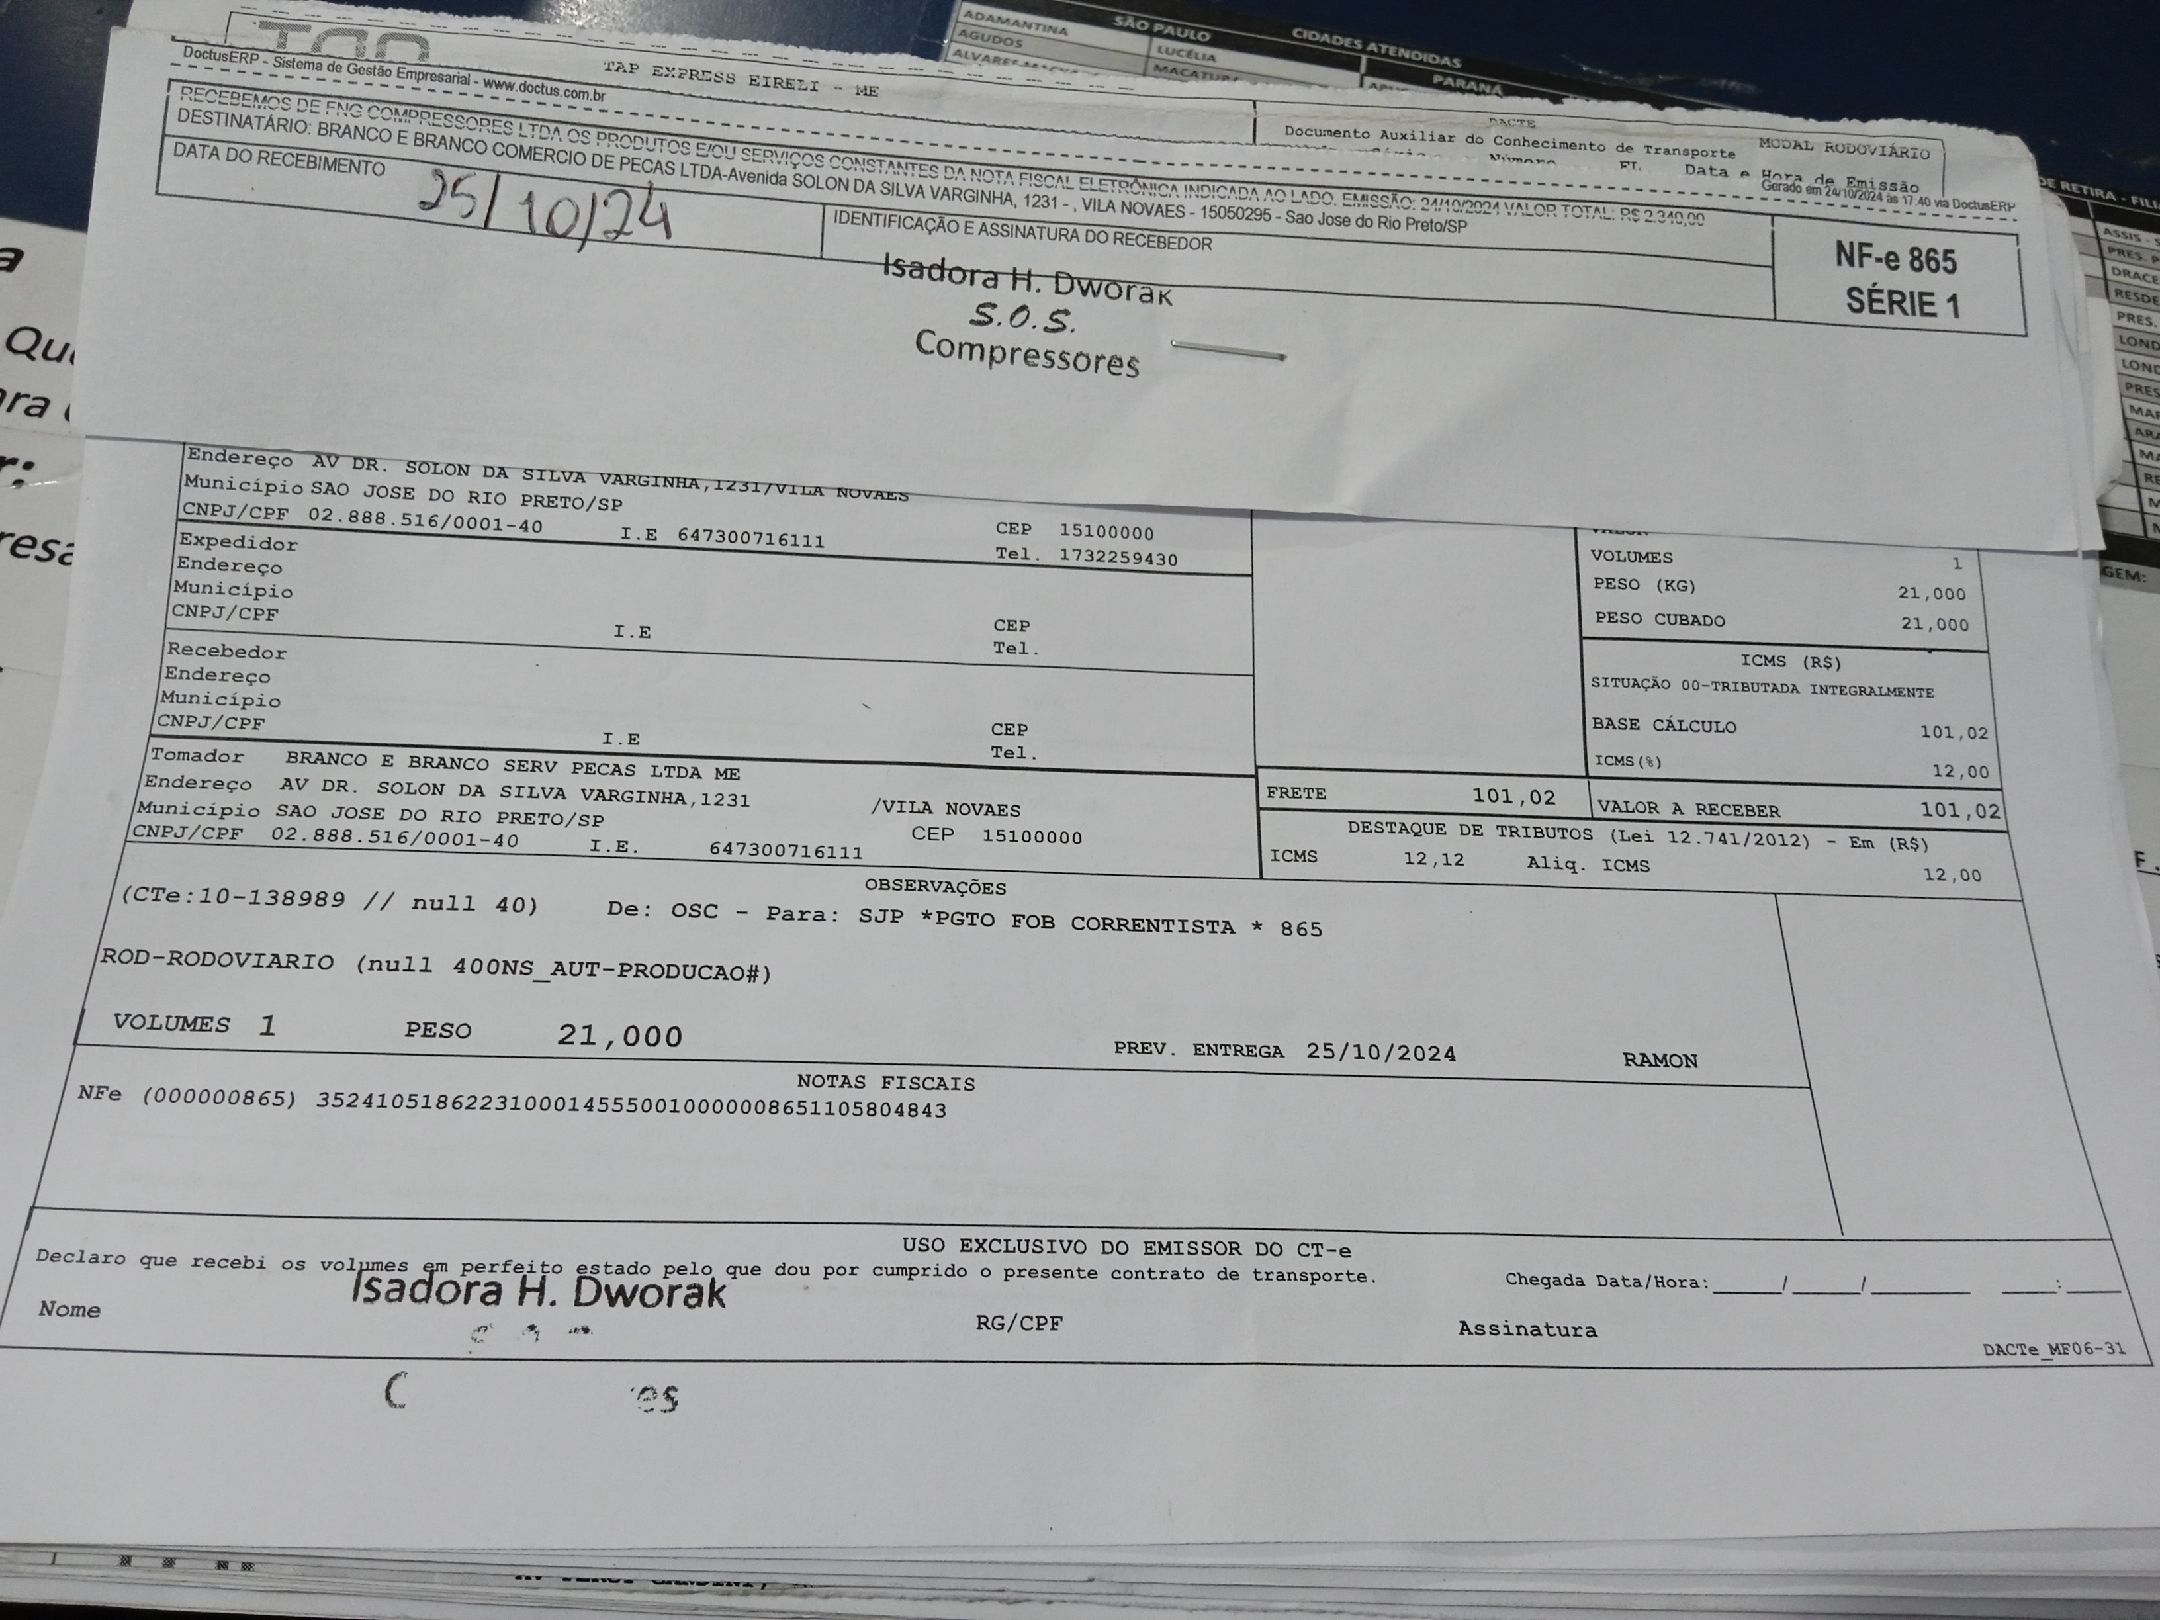 ADAMANTINA SÃO PAULO CIDADES ATENDIDAS
AGUDOS LUCÉLIA PARANÁ
TAP EXPRESS EIRELI - ME
DACTE
Documento Auxiliar do Conhecimento de Transporte MODAL RODOVIÁRIO
Número FL. Data e Hora de Emissão
DoctusERP - Sistema de Gestão Empresarial - www.doctus.com.br
Gerado em 24/10/2024 às 17:40 via DoctusERP
RECEBEMOS DE FNG COMPRESSORES LTDA OS PRODUTOS E/OU SERVIÇOS CONSTANTES DA NOTA FISCAL ELETRÔNICA INDICADA AO LADO. EMISSÃO: 24/10/2024 VALOR TOTAL: R$ 2.340,00
DESTINATÁRIO: BRANCO E BRANCO COMERCIO DE PECAS LTDA-Avenida SOLON DA SILVA VARGINHA, 1231 - , VILA NOVAES - 15050295 - Sao Jose do Rio Preto/SP
DATA DO RECEBIMENTO
25/10/24
IDENTIFICAÇÃO E ASSINATURA DO RECEBEDOR
NF-e 865
SÉRIE 1
Isadora H. Dworak
S.O.S.
Compressores
Endereço AV DR. SOLON DA SILVA VARGINHA,1231/VILA NOVAES
Município SAO JOSE DO RIO PRETO/SP
CNPJ/CPF 02.888.516/0001-40 I.E 647300716111 CEP 15100000
Tel. 1732259430
Expedidor
Endereço
Município
CNPJ/CPF I.E CEP
Tel.
Recebedor
Endereço
Município
CNPJ/CPF I.E CEP
Tel.
VOLUMES 1
PESO (KG) 21,000
PESO CUBADO 21,000
ICMS (R$)
SITUAÇÃO 00-TRIBUTADA INTEGRALMENTE
BASE CÁLCULO 101,02
ICMS(%) 12,00
Tomador BRANCO E BRANCO SERV PECAS LTDA ME
Endereço AV DR. SOLON DA SILVA VARGINHA,1231 /VILA NOVAES
Município SAO JOSE DO RIO PRETO/SP CEP 15100000
CNPJ/CPF 02.888.516/0001-40 I.E. 647300716111
FRETE 101,02 VALOR A RECEBER 101,02
DESTAQUE DE TRIBUTOS (Lei 12.741/2012) - Em (R$)
ICMS 12,12 Aliq. ICMS 12,00
OBSERVAÇÕES
(CTe:10-138989 // null 40) De: OSC - Para: SJP *PGTO FOB CORRENTISTA * 865
ROD-RODOVIARIO (null 400NS_AUT-PRODUCAO#)
VOLUMES 1 PESO 21,000 PREV. ENTREGA 25/10/2024 RAMON
NOTAS FISCAIS
NFe (000000865) 35241051862231000145550010000008651105804843
USO EXCLUSIVO DO EMISSOR DO CT-e
Declaro que recebi os volumes em perfeito estado pelo que dou por cumprido o presente contrato de transporte. Chegada Data/Hora:_____/_____/________ ____:____
Isadora H. Dworak
Nome RG/CPF Assinatura
DACTe_MF06-31